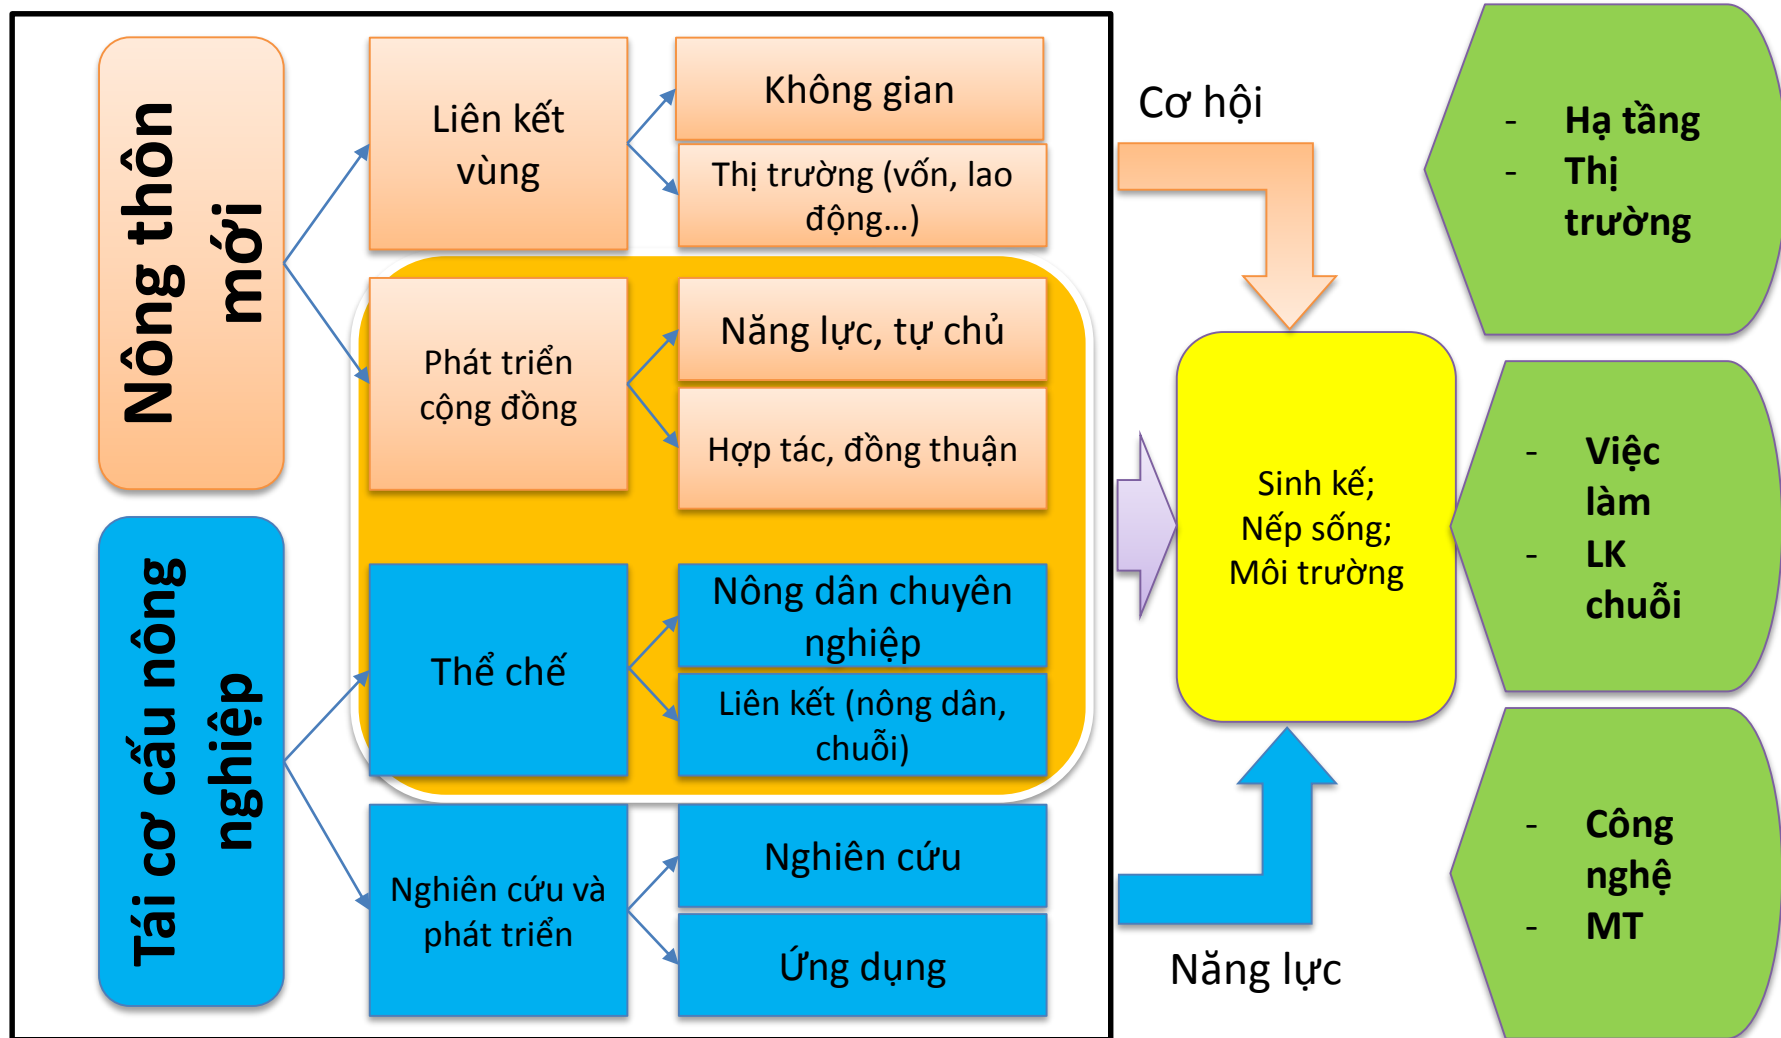 Nông thôn
mới
Liên kết
vùng
Không gian
Thị trường (vốn, lao
động...)
Phát triển
cộng đồng
Năng lực, tự chủ
Hợp tác, đồng thuận
Tái cơ cấu nông
nghiệp
Thể chế
Nông dân chuyên
nghiệp
Liên kết (nông dân,
chuỗi)
Nghiên cứu và
phát triển
Nghiên cứu
Ứng dụng
Cơ hội
Sinh kế;
Nếp sống;
Môi trường
Năng lực
- Hạ tầng
- Thị
trường
- Việc
làm
- LK
chuỗi
- Công
nghệ
- MT